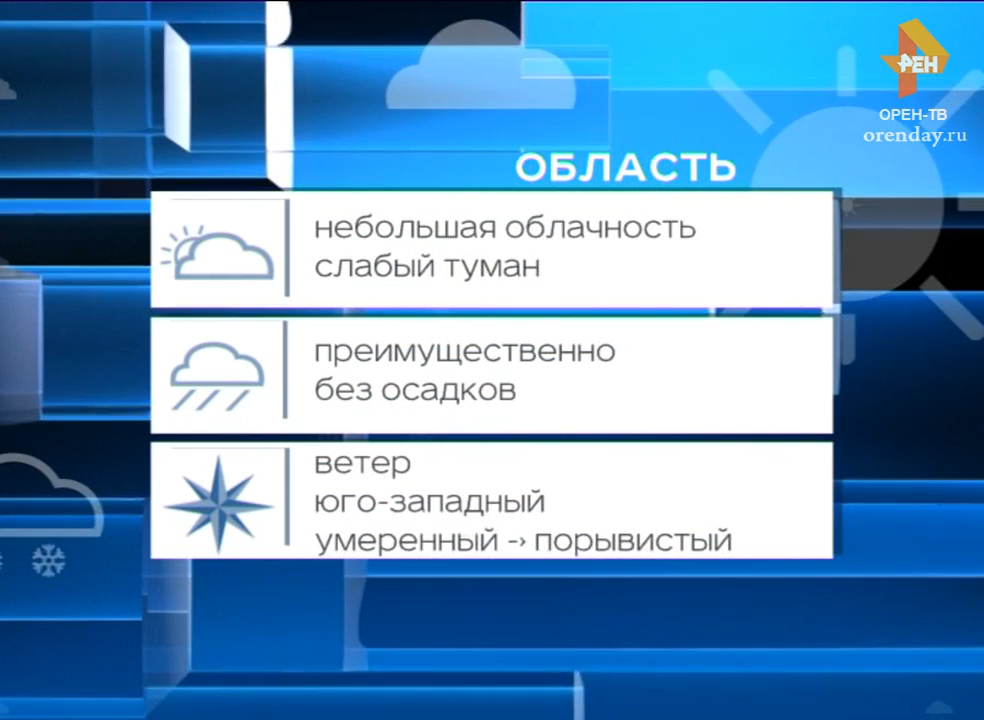 РЕН
ОРЕН-ТВ
orenday.ru
ОБЛАСТЬ
небольшая облачность
слабый туман
преимущественно
без осадков
ветер
юго-западный
умеренный -> порывистый